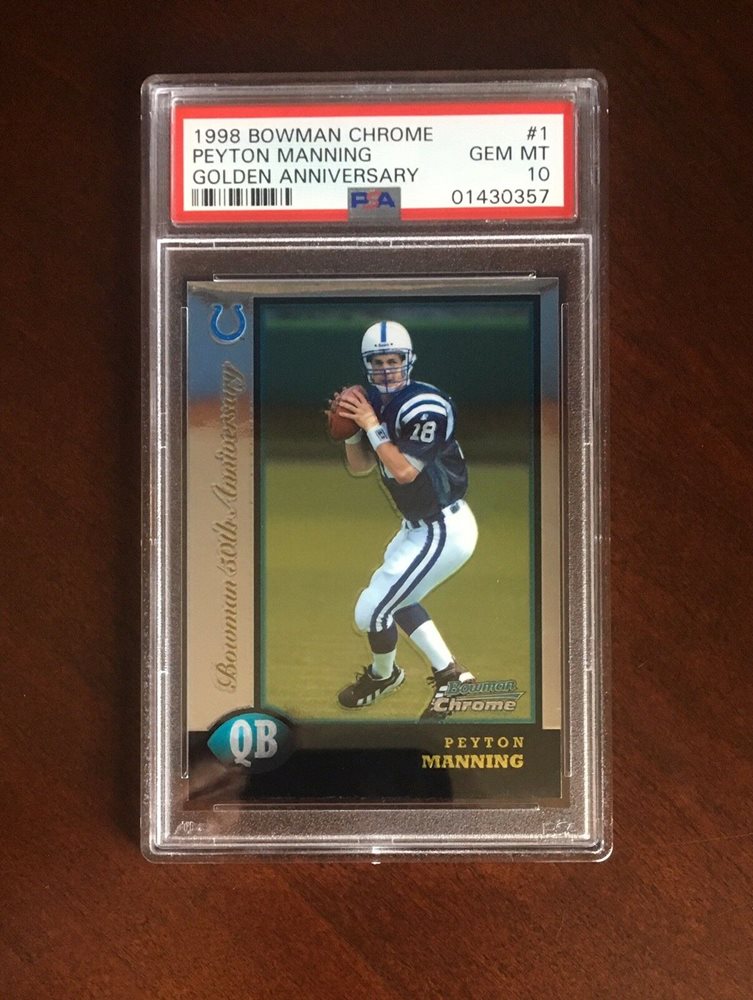 1998 BOWMAN CHROME #1
PEYTON MANNING GEM MT
GOLDEN ANNIVERSARY 10
PSA 01430357
Bowman 50th Anniversary
18
Bowman
Chrome
QB
PEYTON
MANNING